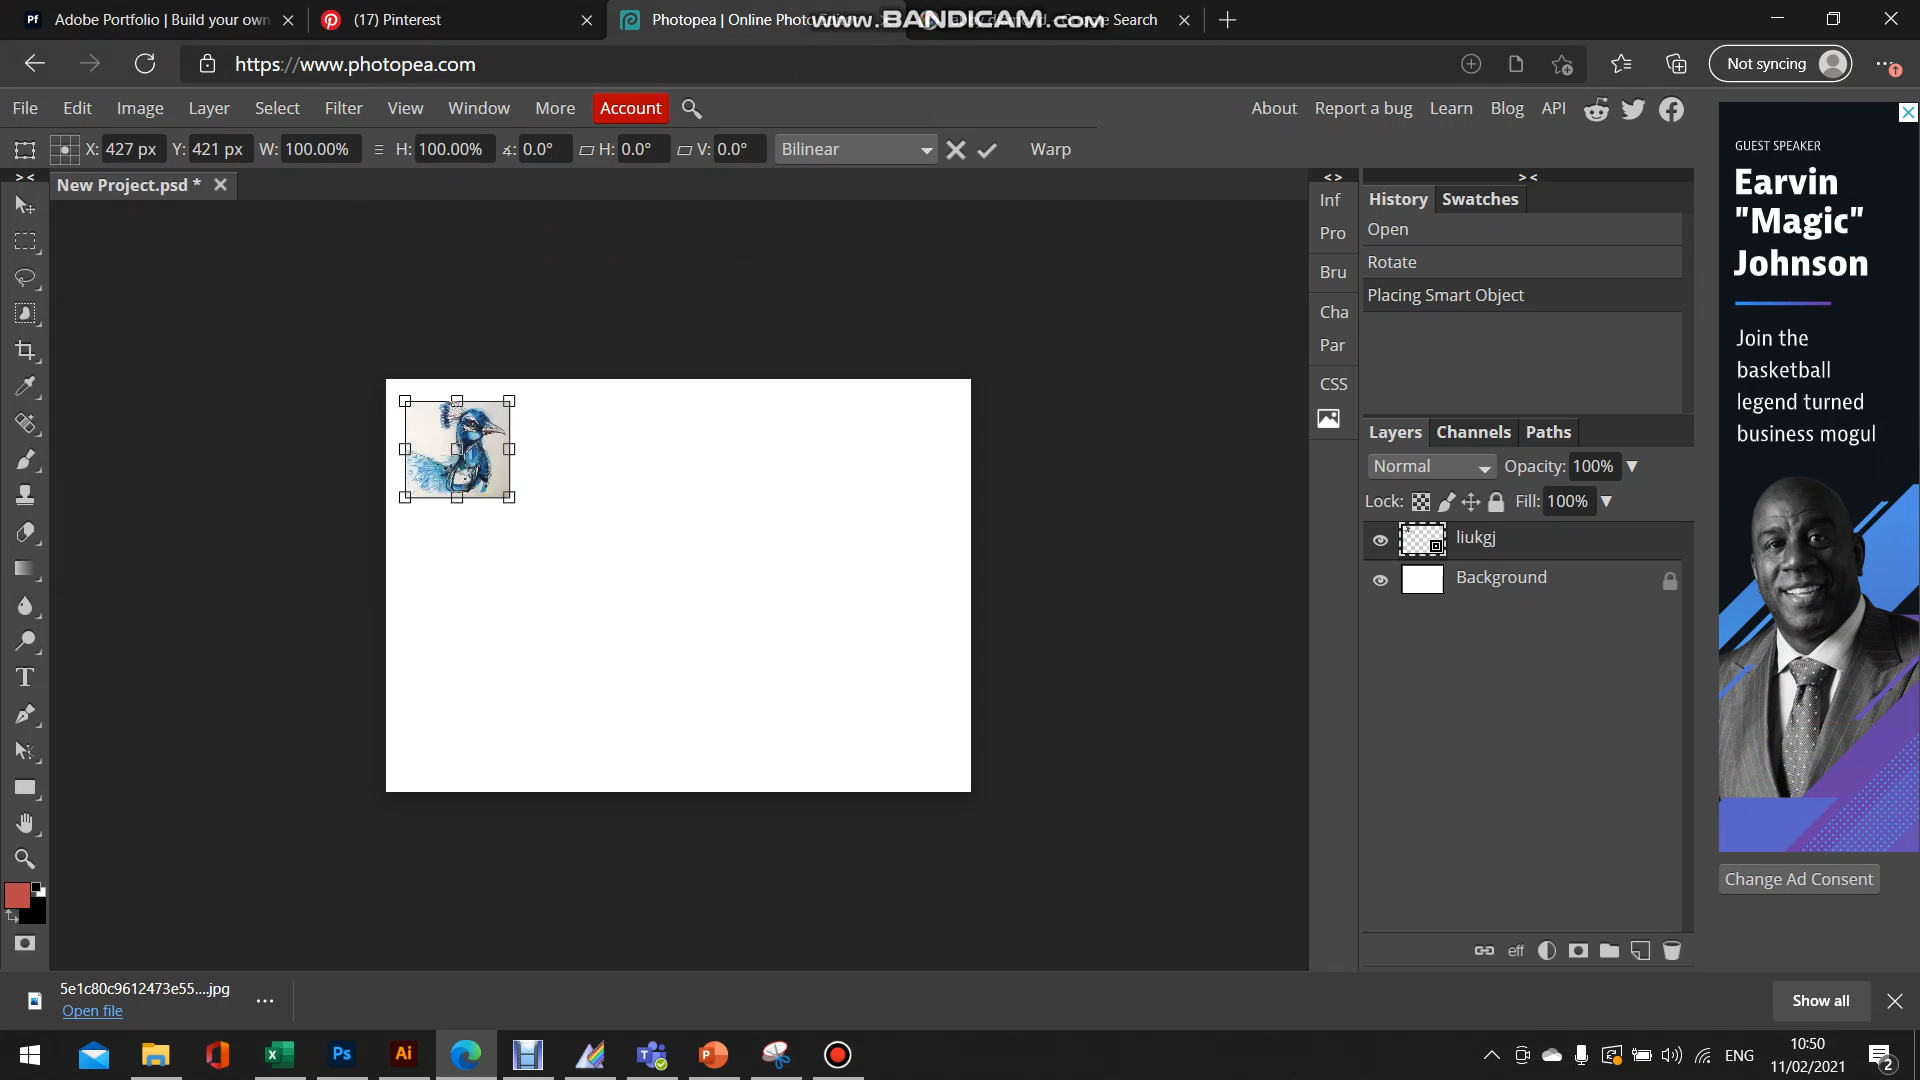 Adobe Portfolio | Build your own
(17) Pinterest
Photopea | Online Photo
www.BANDICAM.com
Search
https://www.photopea.com
Not syncing
File Edit Image Layer Select Filter View Window More Account
About Report a bug Learn Blog API
X: 427 px Y: 421 px W: 100.00% H: 100.00% 0.0° H: 0.0° V: 0.0° Bilinear Warp
New Project.psd *
Inf
Pro
Bru
Cha
Par
CSS
History Swatches
Open
Rotate
Placing Smart Object
Layers Channels Paths
Normal Opacity: 100%
Lock: Fill: 100%
liukgj
Background
eff
GUEST SPEAKER
Earvin
"Magic"
Johnson
Join the
basketball
legend turned
business mogul
Change Ad Consent
5e1c80c9612473e55....jpg
Open file
Show all
ENG
10:50
11/02/2021
2